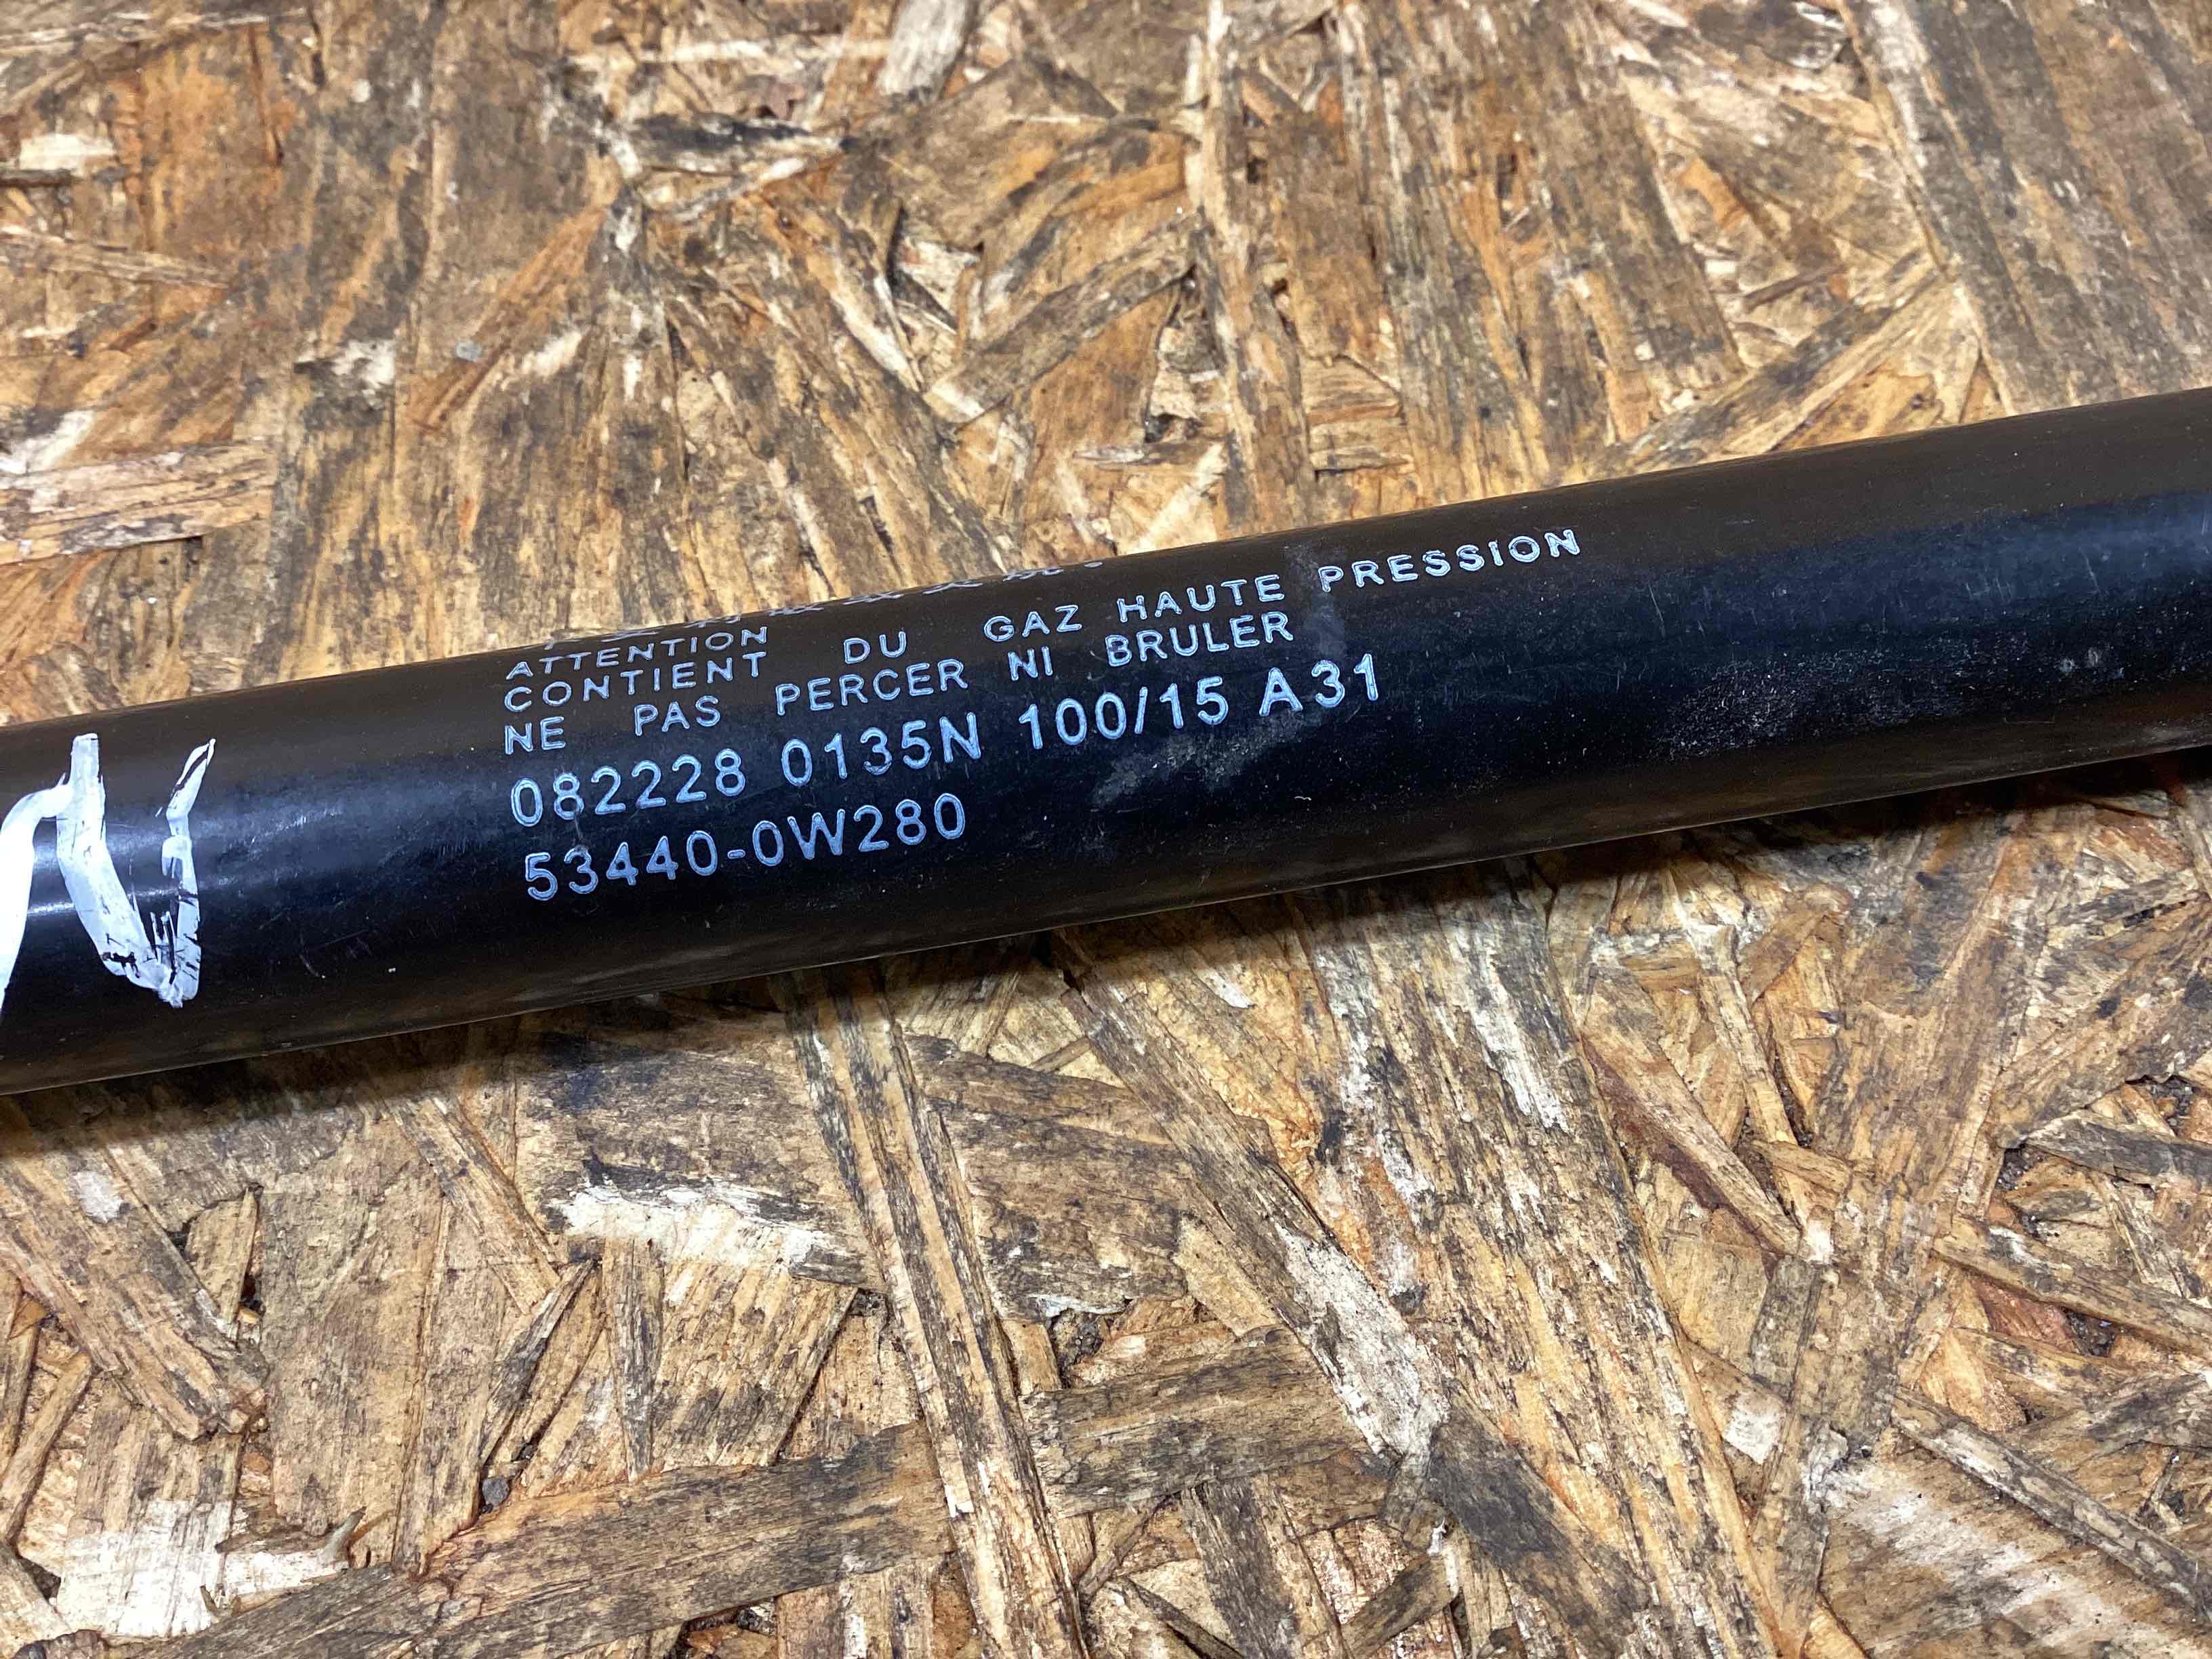 ATTENTION
CONTIENT DU GAZ HAUTE PRESSION
NE PAS PERCER NI BRULER
082228 0135N 100/15 A31
53440-0W280